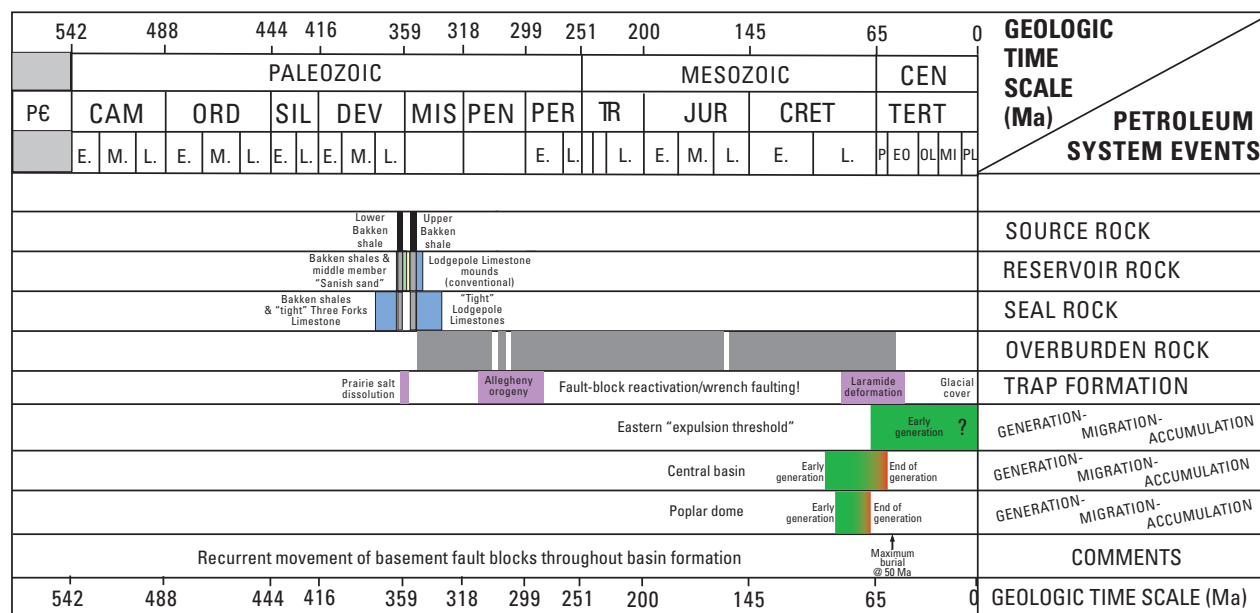 542 488 444 416 359 318 299 251 200 145 65 0
GEOLOGIC
TIME
SCALE
(Ma)
PETROLEUM
SYSTEM EVENTS
PALEOZOIC MESOZOIC CEN
P€ CAM ORD SIL DEV MIS PEN PER TR JUR CRET TERT
E. M. L. E. M. L. E. L. E. M. L. E. L. L. E. M. L. E. L. P EO OL MI PL
Lower
Bakken
shale
Upper
Bakken
shale
SOURCE ROCK
Bakken shales &
middle member
“Sanish sand”
Lodgepole Limestone
mounds
(conventional)
RESERVOIR ROCK
Bakken shales
& “tight” Three Forks
Limestone
“Tight”
Lodgepole
Limestones
SEAL ROCK
OVERBURDEN ROCK
Prairie salt
dissolution
Allegheny
orogeny
Fault-block reactivation/wrench faulting!
Laramide
deformation
Glacial
cover
TRAP FORMATION
Eastern “expulsion threshold”
Early
generation
?
GENERATION-
MIGRATION-
ACCUMULATION
Central basin
Early
generation
End of
generation
GENERATION-
MIGRATION-
ACCUMULATION
Poplar dome
Early
generation
End of
generation
GENERATION-
MIGRATION-
ACCUMULATION
Recurrent movement of basement fault blocks throughout basin formation
Maximum
burial
@ 50 Ma
COMMENTS
542 488 444 416 359 318 299 251 200 145 65 0
GEOLOGIC TIME SCALE (Ma)